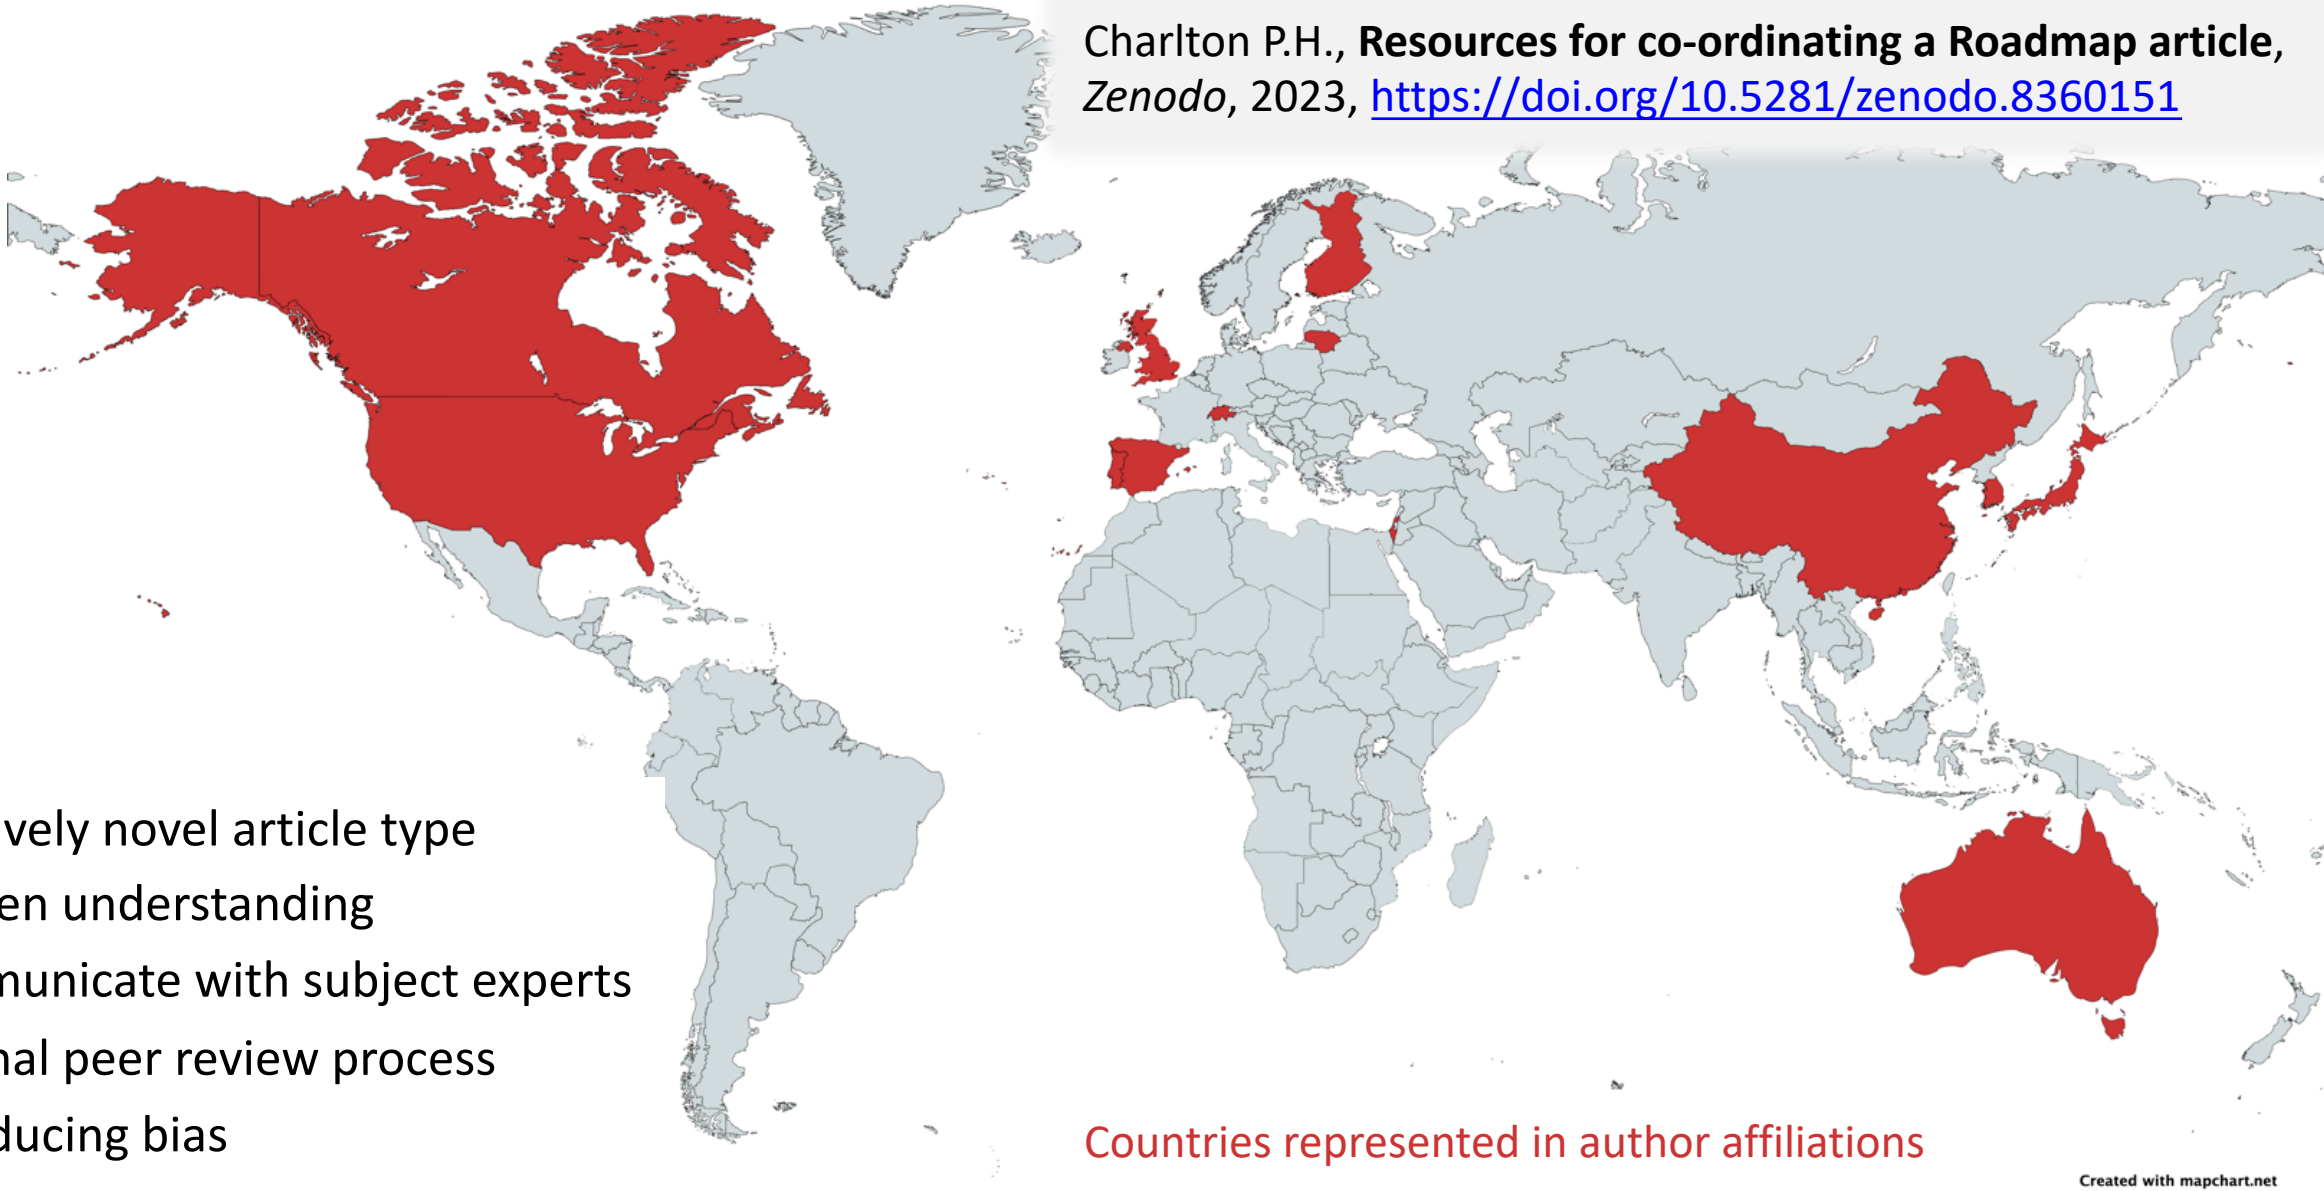 Charlton P.H., Resources for co-ordinating a Roadmap article,
Zenodo, 2023, https://doi.org/10.5281/zenodo.8360151
vely novel article type
en understanding
municate with subject experts
nal peer review process
ducing bias
Countries represented in author affiliations
Created with mapchart.net